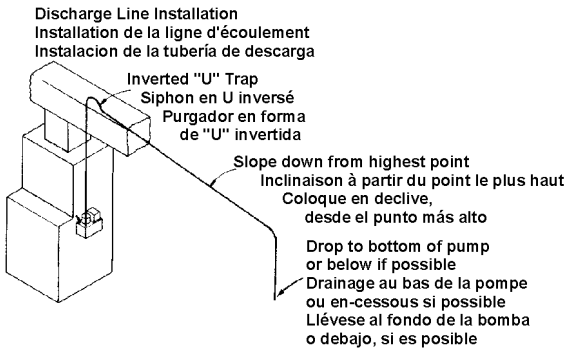 Discharge Line Installation
Installation de la ligne d'écoulement
Instalacion de la tubería de descarga
Inverted "U" Trap
Siphon en U inversé
Purgador en forma
de "U" invertida
Slope down from highest point
Inclinaison à partir du point le plus haut
Coloque en declive,
desde el punto más alto
Drop to bottom of pump
or below if possible
Drainage au bas de la pompe
ou en-cessous si possible
Llévese al fondo de la bomba
o debajo, si es posible